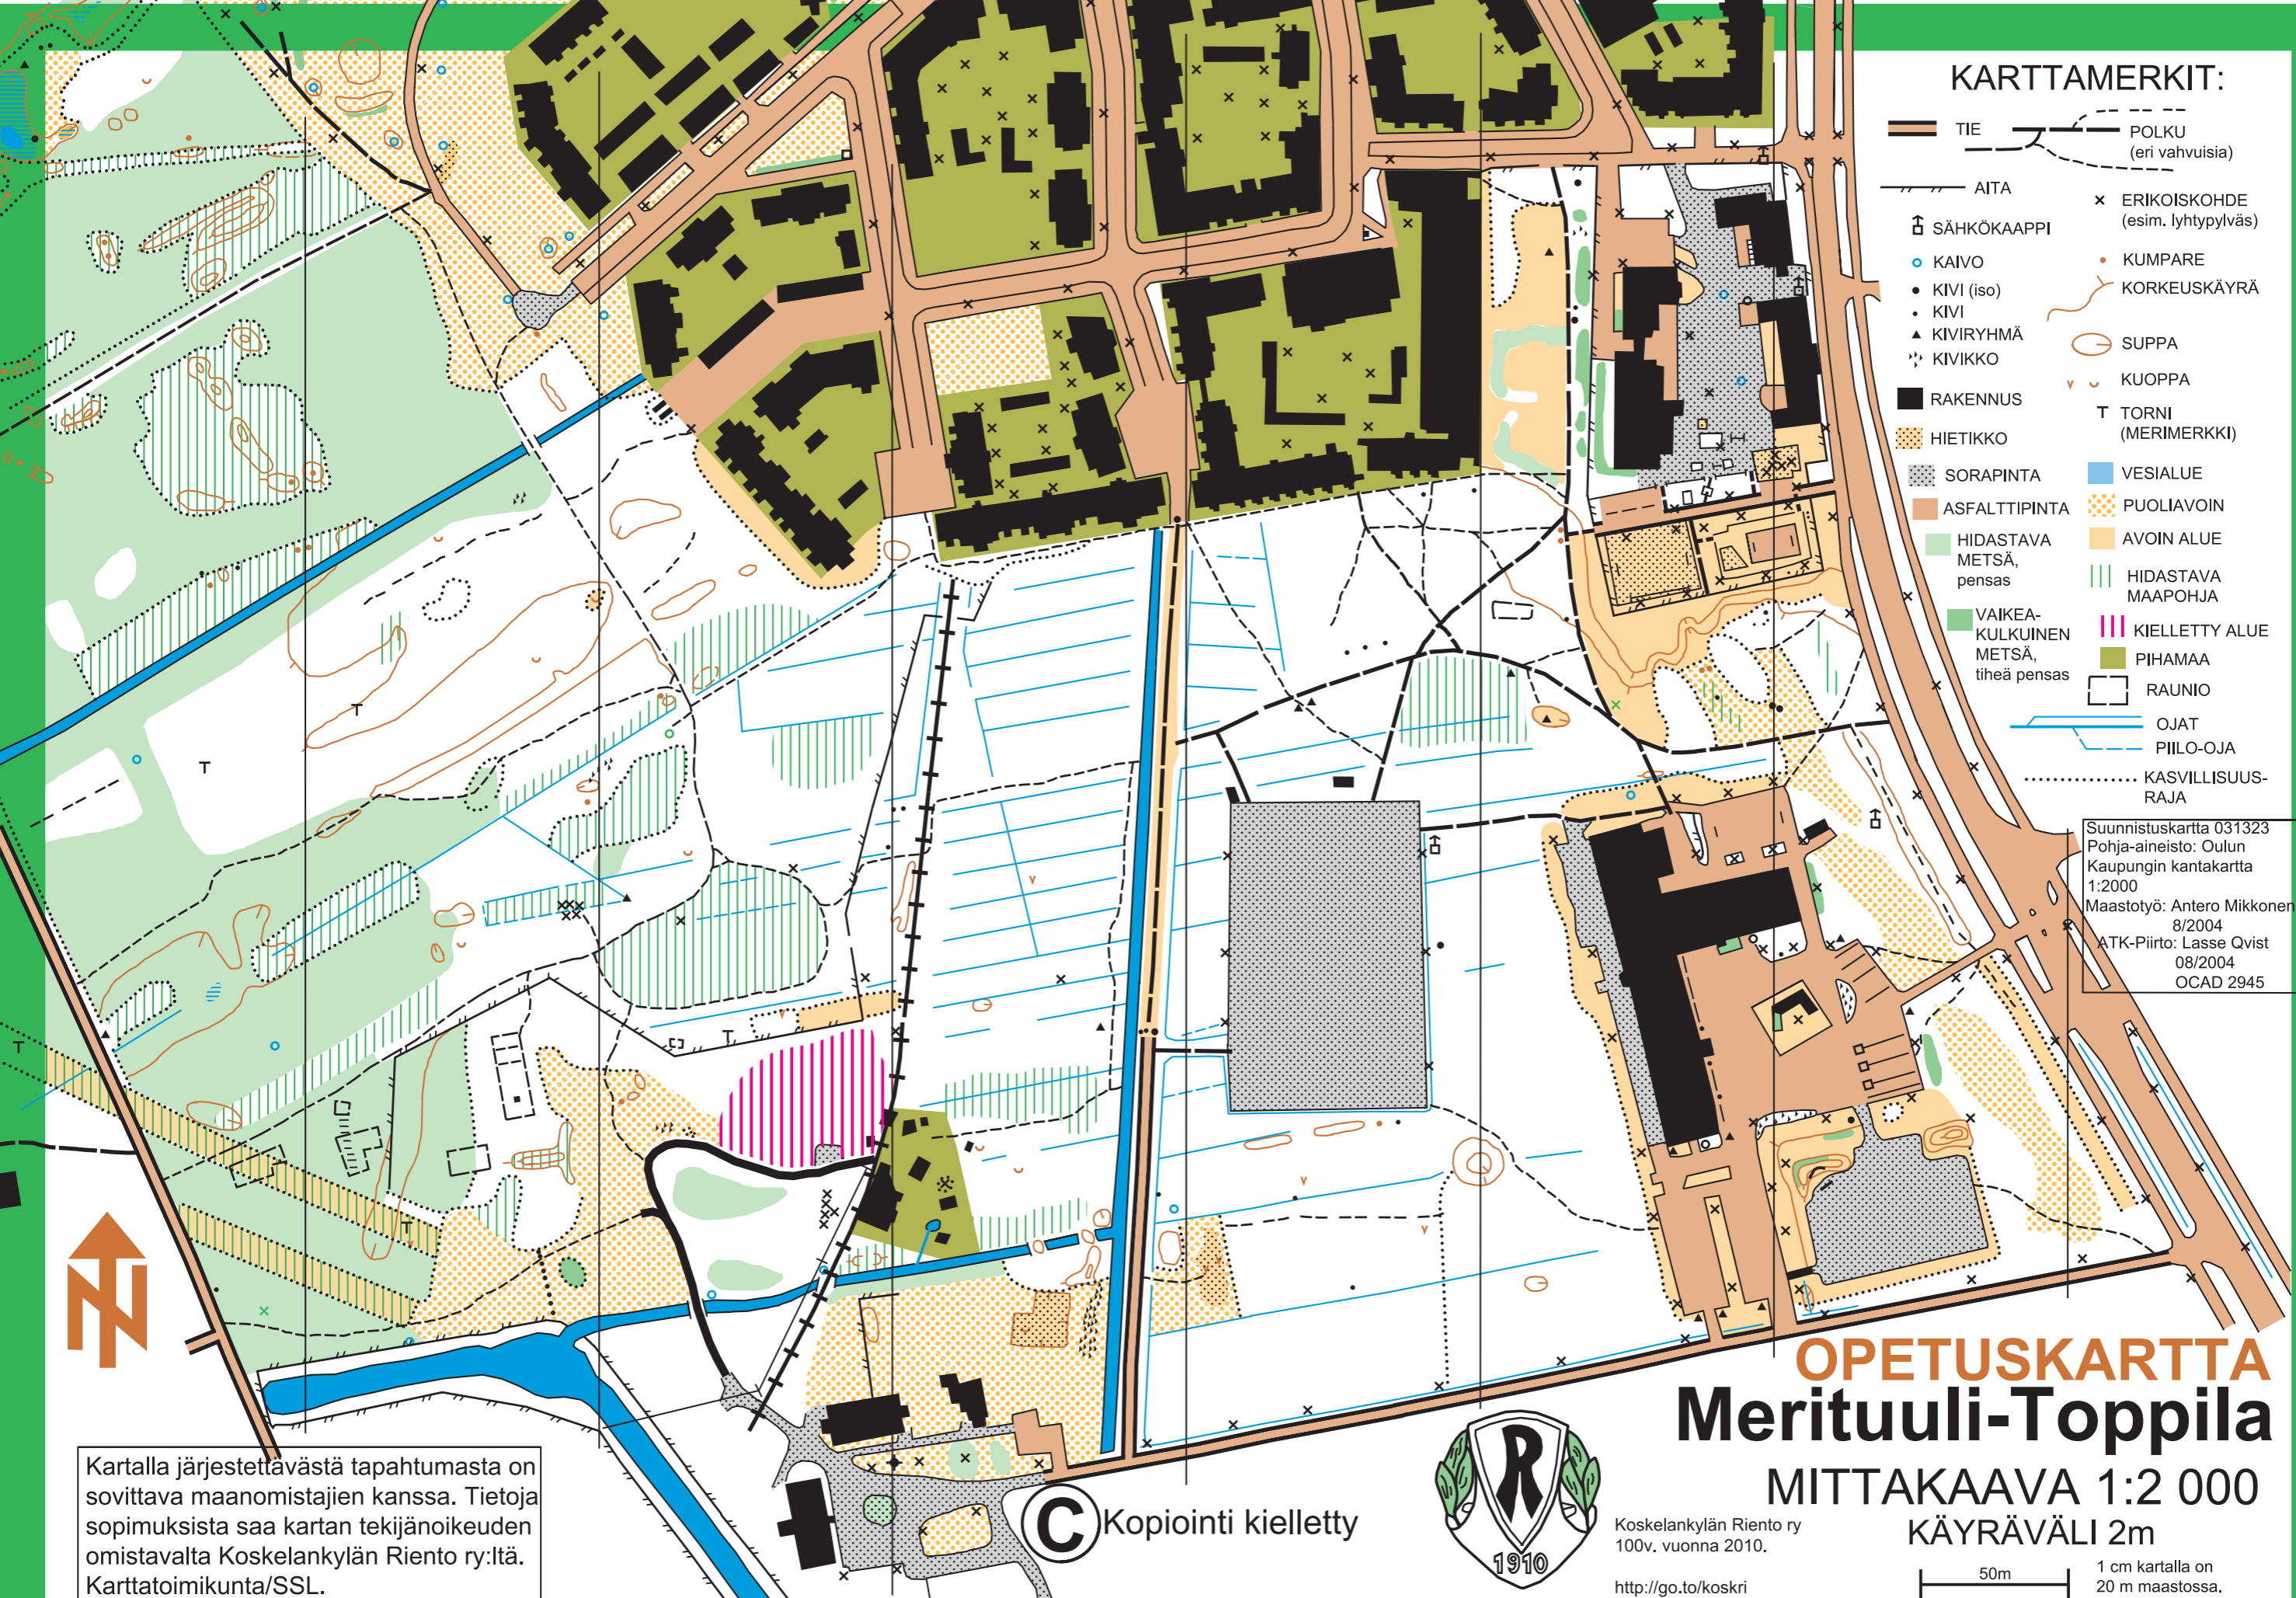 KARTTAMERKIT:
TIE
POLKU
(eri vahvuisia)
AITA
ERIKOISKOHDE
(esim. lyhtypylväs)
SÄHKÖKAAPPI
KAIVO
KUMPARE
KIVI (iso)
KORKEUSKÄYRÄ
KIVI
KIVIRYHMÄ
SUPPA
KIVIKKO
KUOPPA
RAKENNUS
TORNI
(MERIMERKKI)
HIETIKKO
SORAPINTA
VESIALUE
ASFALTTIPINTA
PUOLIAVOIN
HIDASTAVA
METSÄ,
pensas
AVOIN ALUE
HIDASTAVA
MAAPOHJA
VAIKEA-
KULKUINEN
METSÄ,
tiheä pensas
KIELLETTY ALUE
PIHAMAA
RAUNIO
OJAT
PIILO-OJA
KASVILLISUUS-
RAJA
Suunnistuskartta 031323
Pohja-aineisto: Oulun
Kaupungin kantakartta
1:2000
Maastotyö: Antero Mikkonen
8/2004
ATK-Piirto: Lasse Qvist
08/2004
OCAD 2945
N
OPETUSKARTTA
Merituuli-Toppila
MITTAKAAVA 1:2 000
KÄYRÄVÄLI 2m
50m
1 cm kartalla on
20 m maastossa.
Kartalla järjestettävästä tapahtumasta on
sovittava maanomistajien kanssa. Tietoja
sopimuksista saa kartan tekijänoikeuden
omistavalta Koskelankylän Riento ry:ltä.
Karttatoimikunta/SSL.
C Kopiointi kielletty
R
1910
Koskelankylän Riento ry
100v. vuonna 2010.
http://go.to/koskri